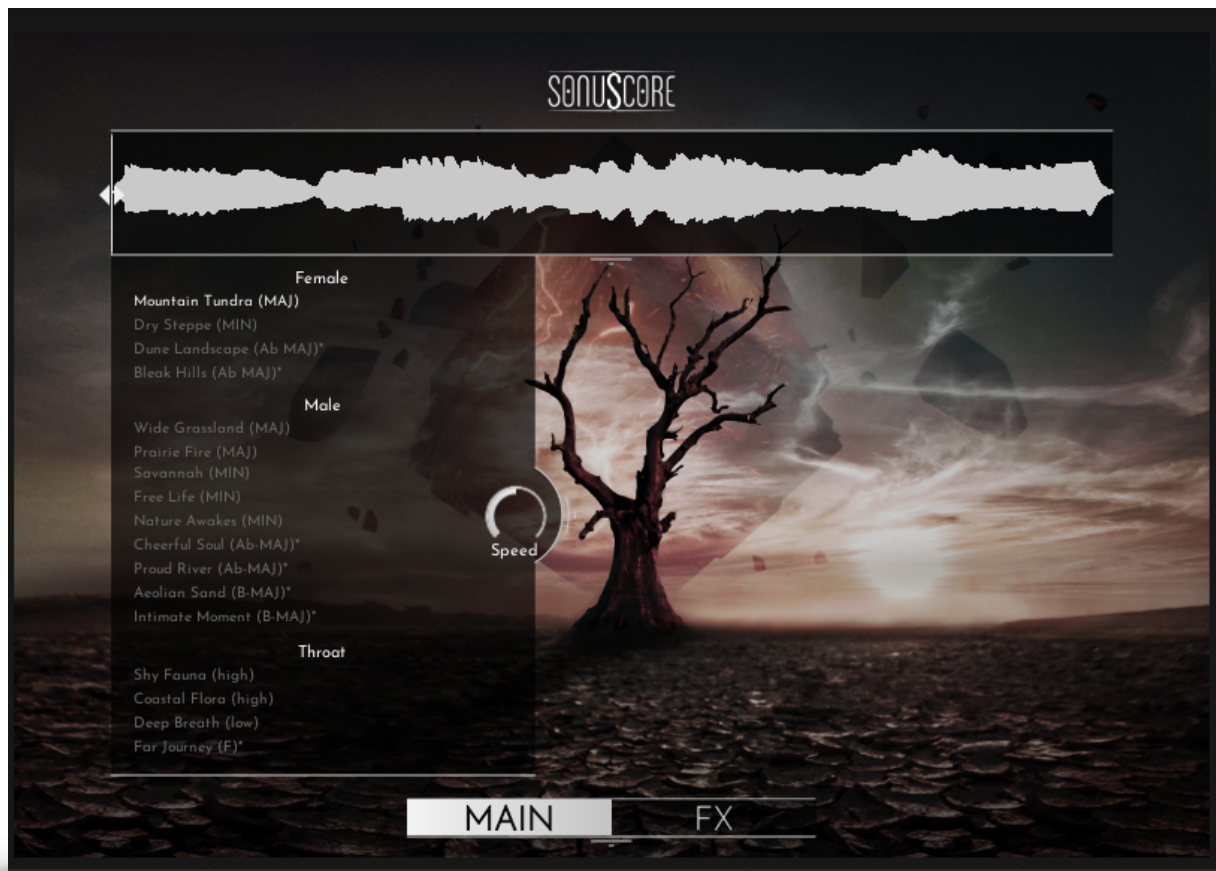 SONUSCORE
Female
Mountain Tundra (MAJ)
Dry Steppe (MIN)
Dune Landscape (Ab MAJ)*
Bleak Hills (Ab MAJ)*
Male
Wide Grassland (MAJ)
Prairie Fire (MAJ)
Savannah (MIN)
Free Life (MIN)
Nature Awakes (MIN)
Cheerful Soul (Ab-MAJ)*
Proud River (Ab-MAJ)*
Aeolian Sand (B-MAJ)*
Intimate Moment (B-MAJ)*
Throat
Shy Fauna (high)
Coastal Flora (high)
Deep Breath (low)
Far Journey (F)*
Speed
MAIN
FX